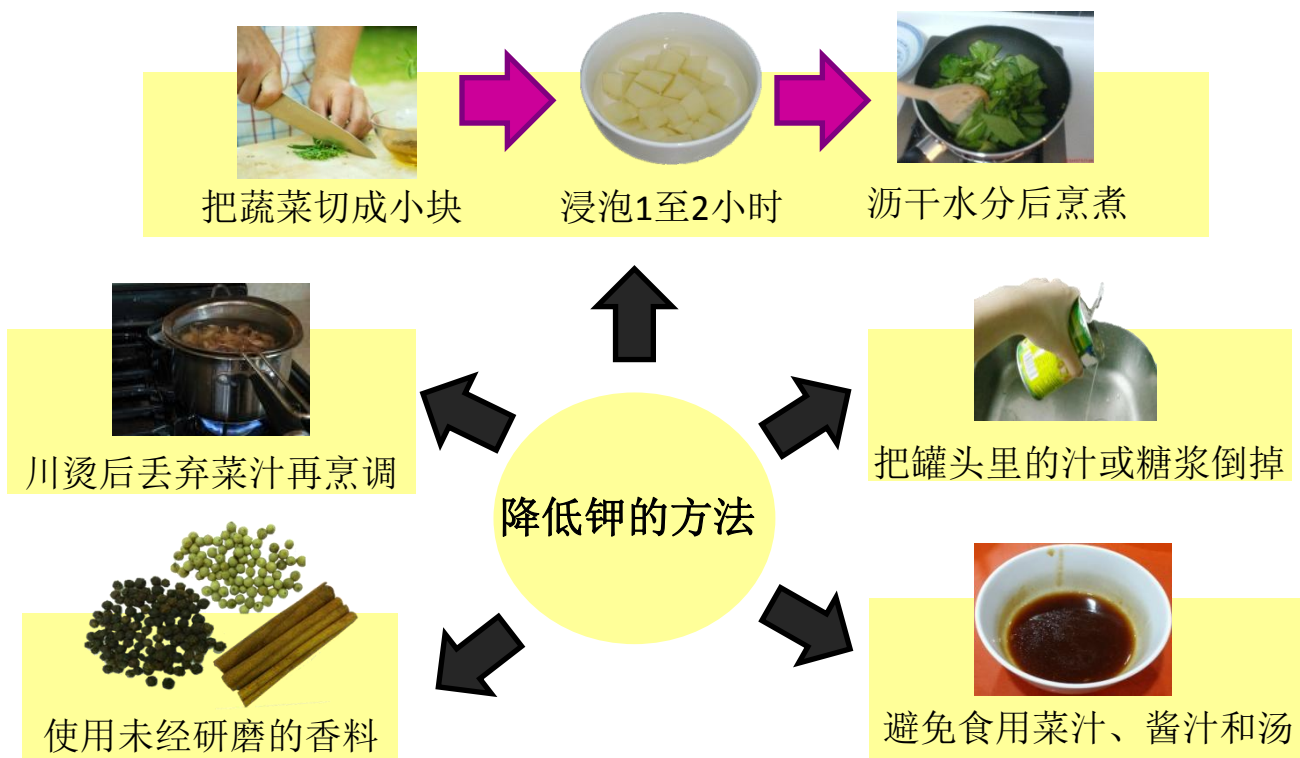 把蔬菜切成小块
浸泡1至2小时
沥干水分后烹煮
川烫后丢弃菜汁再烹调
把罐头里的汁或糖浆倒掉
降低钾的方法
使用未经研磨的香料
避免食用菜汁、酱汁和汤